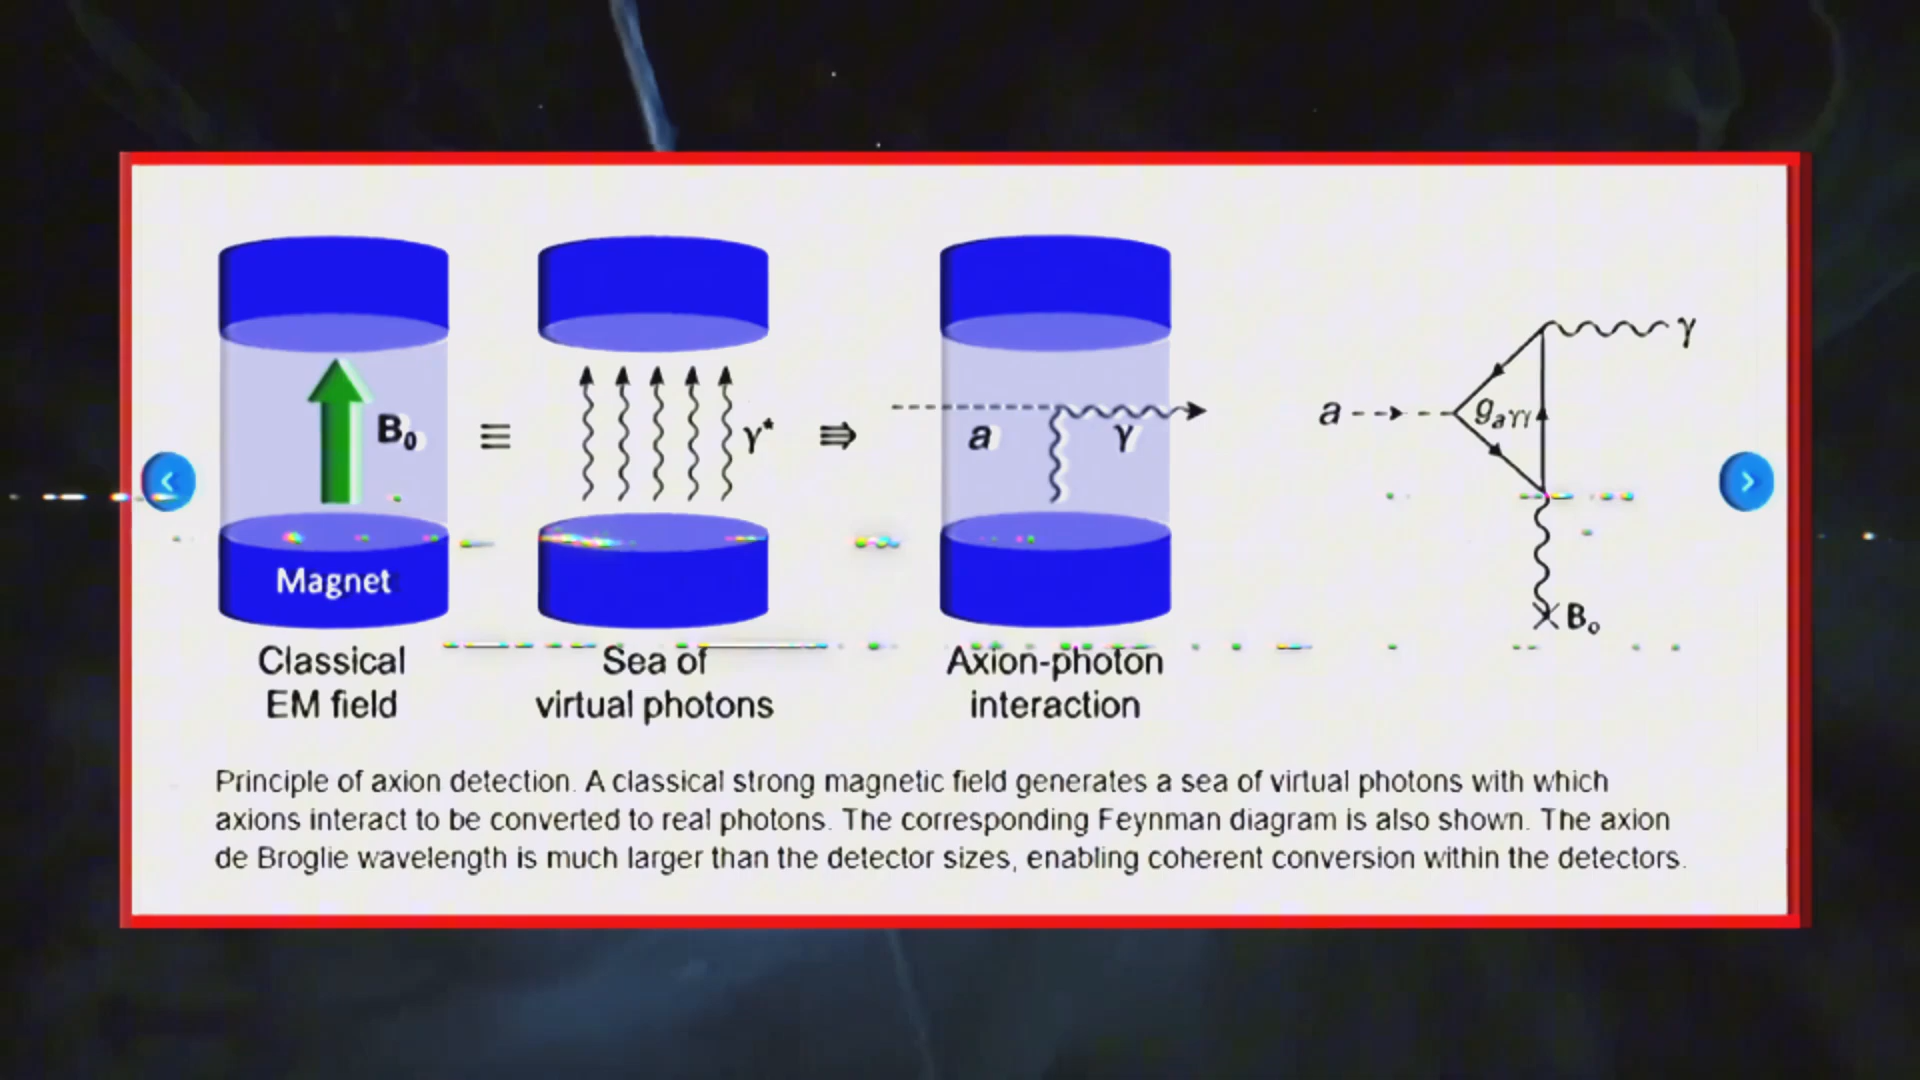 B₀
γ*
a
γ
a
gₐγγ
γ
B₀
Magnet
Classical
EM field
Sea of
virtual photons
Axion-photon
interaction
Principle of axion detection. A classical strong magnetic field generates a sea of virtual photons with which
axions interact to be converted to real photons. The corresponding Feynman diagram is also shown. The axion
de Broglie wavelength is much larger than the detector sizes, enabling coherent conversion within the detectors.